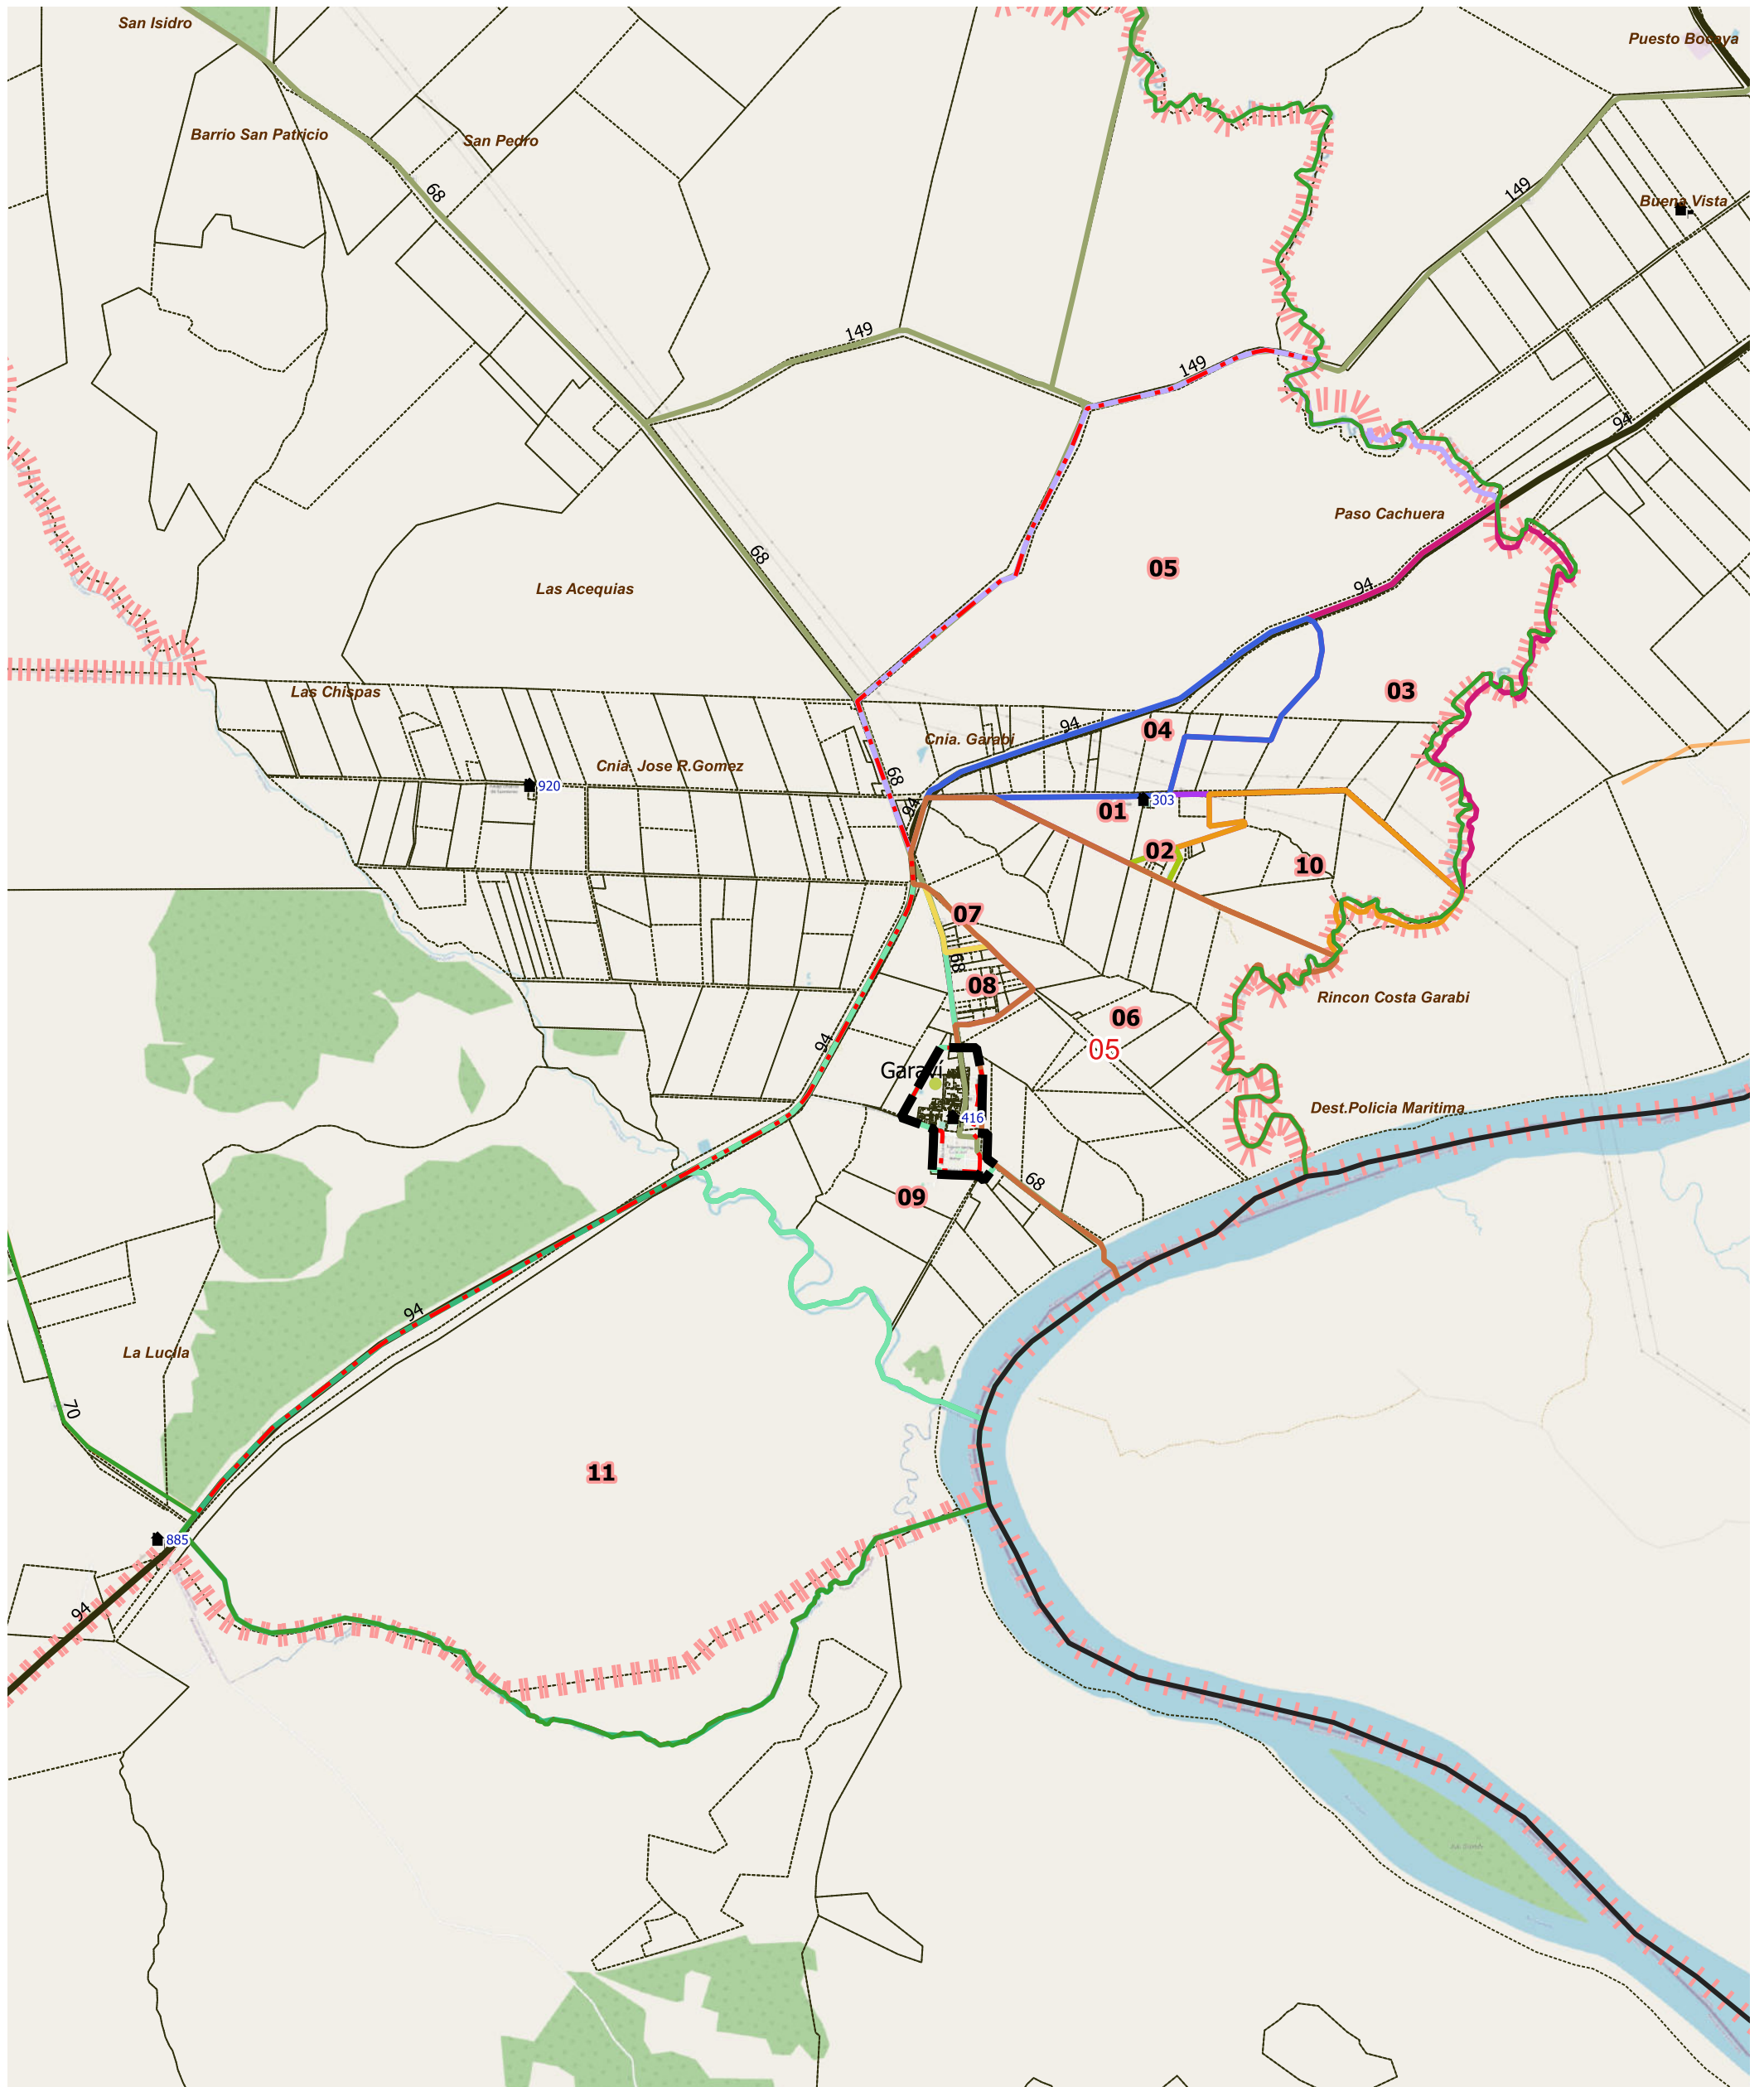 San Isidro
Puesto Bocaya
Barrio San Patricio
San Pedro
68
149
Buena Vista
149
149
94
Paso Cachuera
68
05
Las Acequias
94
Las Chispas
03
94
04
Cnia. Garabi
Cnia. Jose R.Gomez
68
920
94
303
01
02
10
07
68
08
Rincon Costa Garabi
06
94
05
Garavi
Dest.Policia Maritima
416
68
09
94
La Lucila
70
11
885
94